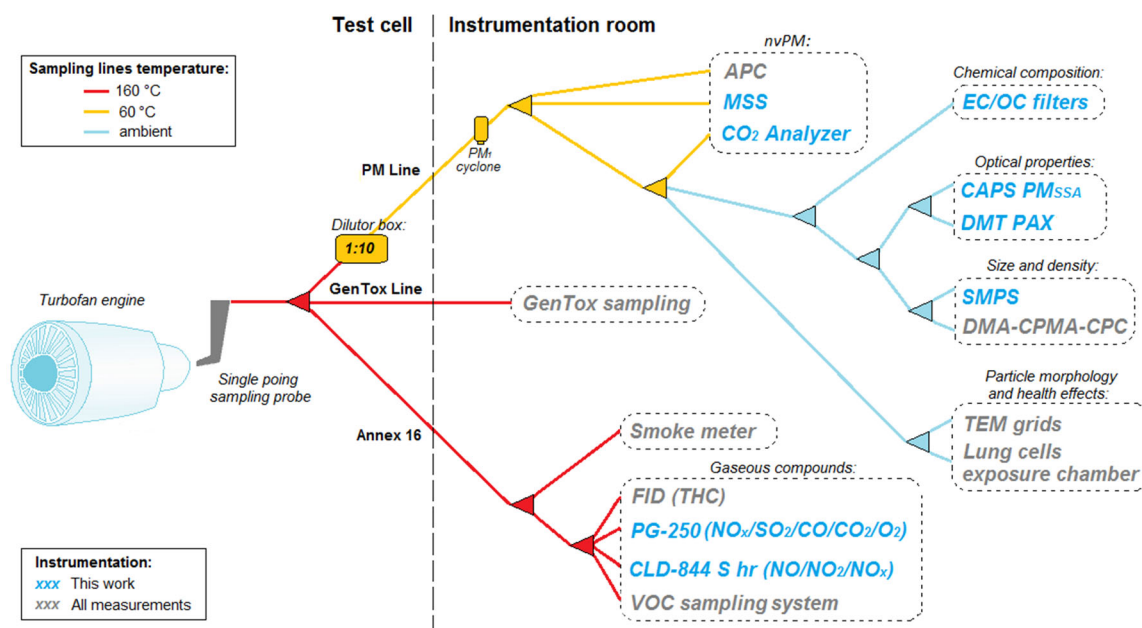 Test cell
Instrumentation room
Sampling lines temperature:
160 °C
60 °C
ambient
nvPM:
APC
MSS
CO₂ Analyzer
Chemical composition:
EC/OC filters
Optical properties:
CAPS PMSSA
DMT PAX
Size and density:
SMPS
DMA-CPMA-CPC
Particle morphology
and health effects:
TEM grids
Lung cells
exposure chamber
PM₁
cyclone
PM Line
Dilutor box:
1:10
GenTox Line
GenTox sampling
Turbofan engine
Single poing
sampling probe
Annex 16
Smoke meter
Gaseous compounds:
FID (THC)
PG-250 (NOₓ/SO₂/CO/CO₂/O₂)
CLD-844 S hr (NO/NO₂/NOₓ)
VOC sampling system
Instrumentation:
xxx This work
xxx All measurements